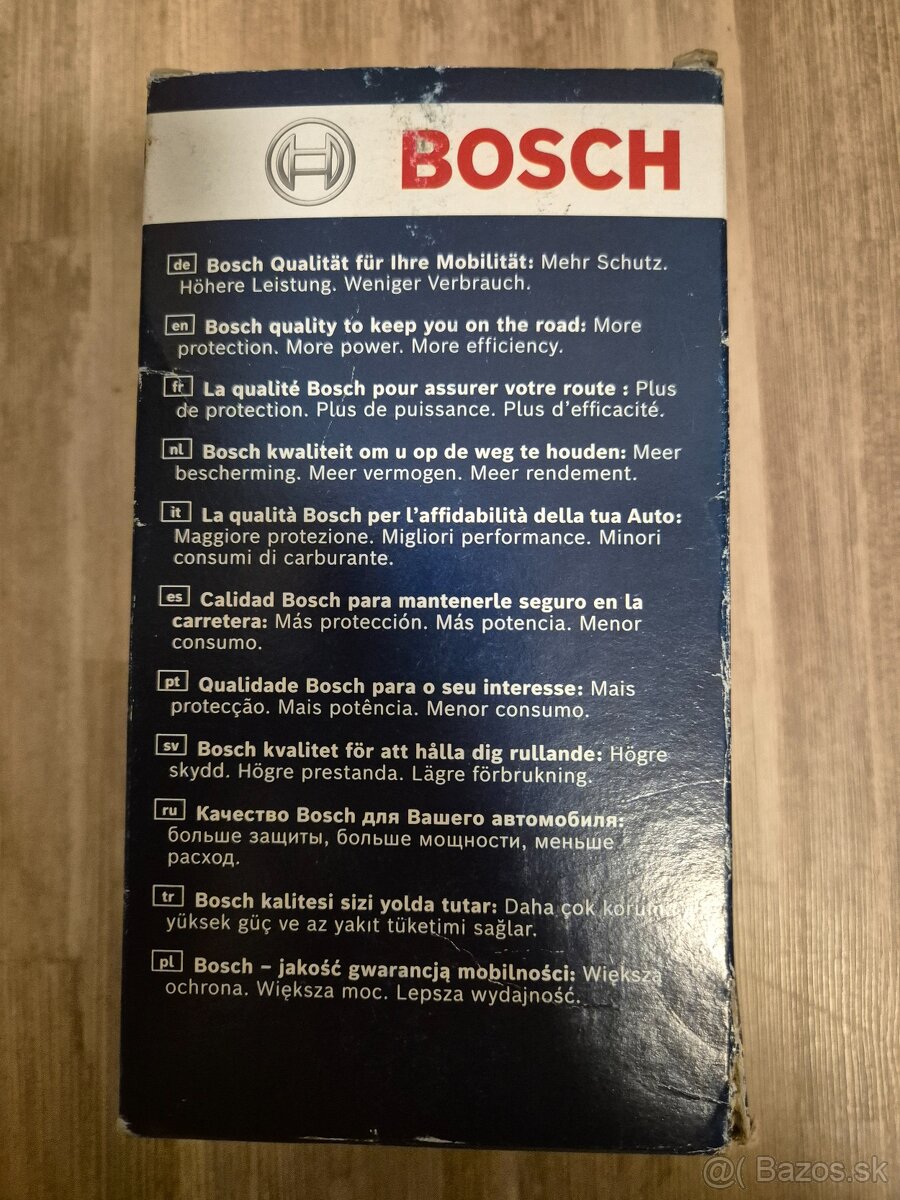 BOSCH
de Bosch Qualität für Ihre Mobilität: Mehr Schutz.
Höhere Leistung. Weniger Verbrauch.
en Bosch quality to keep you on the road: More
protection. More power. More efficiency.
fr La qualité Bosch pour assurer votre route : Plus
de protection. Plus de puissance. Plus d’efficacité.
nl Bosch kwaliteit om u op de weg te houden: Meer
bescherming. Meer vermogen. Meer rendement.
it La qualità Bosch per l’affidabilità della tua Auto:
Maggiore protezione. Migliori performance. Minori
consumi di carburante.
es Calidad Bosch para mantenerle seguro en la
carretera: Más protección. Más potencia. Menor
consumo.
pt Qualidade Bosch para o seu interesse: Mais
protecção. Mais potência. Menor consumo.
sv Bosch kvalitet för att hålla dig rullande: Högre
skydd. Högre prestanda. Lägre förbrukning.
ru Качество Bosch для Вашего автомобиля:
больше защиты, больше мощности, меньше
расход.
tr Bosch kalitesi sizi yolda tutar: Daha çok
yüksek güç ve az yakıt tüketimi sağlar.
pl Bosch – jakość gwarancją mobilności: Większa
ochrona. Większa moc. Lepsza wydajność.
@( Bazos.sk